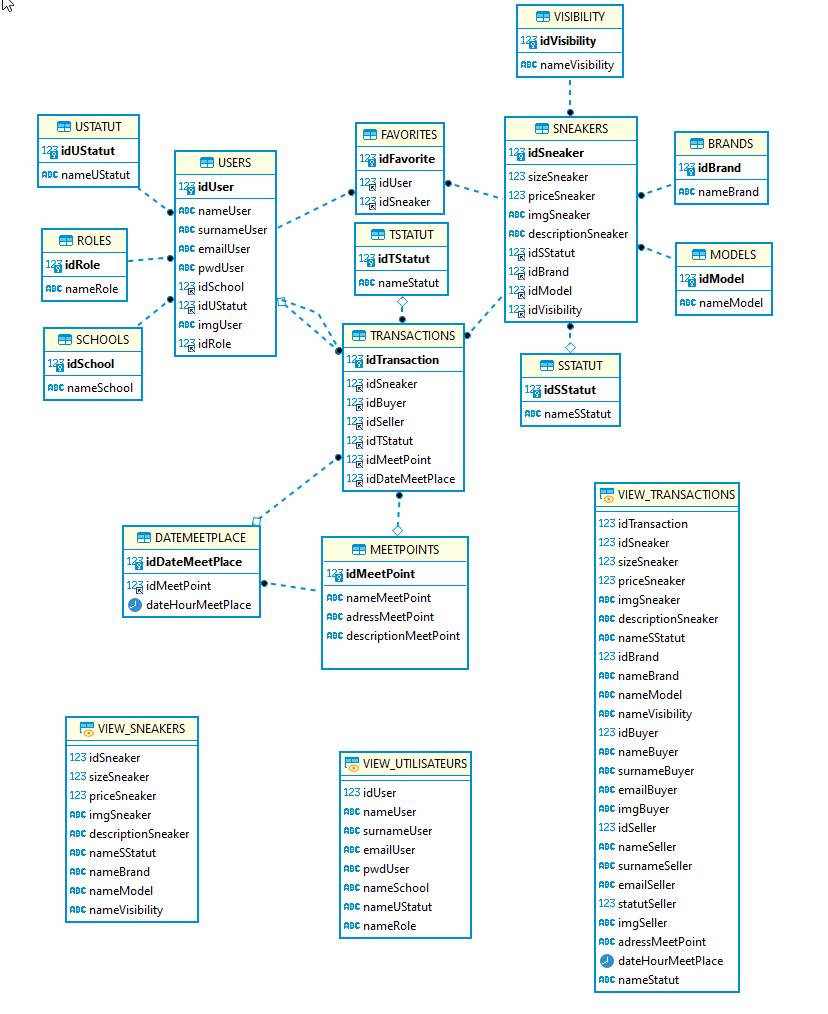 VISIBILITY
idVisibility
nameVisibility
USTATUT
idUStatut
nameUStatut
USERS
idUser
nameUser
surnameUser
emailUser
pwdUser
idSchool
idUStatut
imgUser
idRole
FAVORITES
idFavorite
idUser
idSneaker
SNEAKERS
idSneaker
sizeSneaker
priceSneaker
imgSneaker
descriptionSneaker
idSStatut
idBrand
idModel
idVisibility
BRANDS
idBrand
nameBrand
ROLES
idRole
nameRole
TSTATUT
idTStatut
nameStatut
MODELS
idModel
nameModel
SCHOOLS
idSchool
nameSchool
TRANSACTIONS
idTransaction
idSneaker
idBuyer
idSeller
idTStatut
idMeetPoint
idDateMeetPlace
SSTATUT
idSStatut
nameSStatut
DATEMEETPLACE
idDateMeetPlace
idMeetPoint
dateHourMeetPlace
MEETPOINTS
idMeetPoint
nameMeetPoint
adressMeetPoint
descriptionMeetPoint
VIEW_TRANSACTIONS
idTransaction
idSneaker
sizeSneaker
priceSneaker
imgSneaker
descriptionSneaker
nameSStatut
idBrand
nameBrand
nameModel
nameVisibility
idBuyer
nameBuyer
surnameBuyer
emailBuyer
imgBuyer
idSeller
nameSeller
surnameSeller
emailSeller
statutSeller
imgSeller
adressMeetPoint
dateHourMeetPlace
nameStatut
VIEW_SNEAKERS
idSneaker
sizeSneaker
priceSneaker
imgSneaker
descriptionSneaker
nameSStatut
nameBrand
nameModel
nameVisibility
VIEW_UTILISATEURS
idUser
nameUser
surnameUser
emailUser
pwdUser
nameSchool
nameUStatut
nameRole